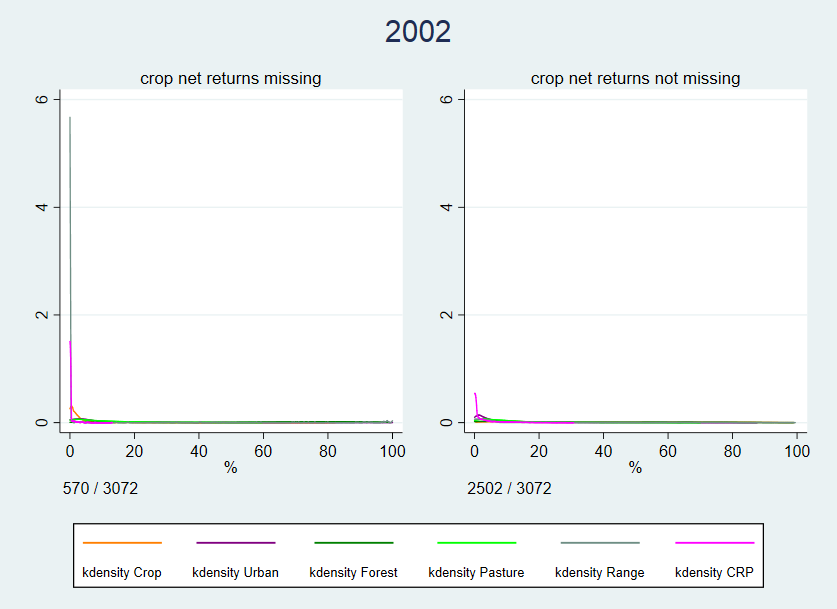 2002
crop net returns missing
crop net returns not missing
6
4
2
0
0 20 40 60 80 100
%
570 / 3072
6
4
2
0
0 20 40 60 80 100
%
2502 / 3072
kdensity Crop
kdensity Urban
kdensity Forest
kdensity Pasture
kdensity Range
kdensity CRP